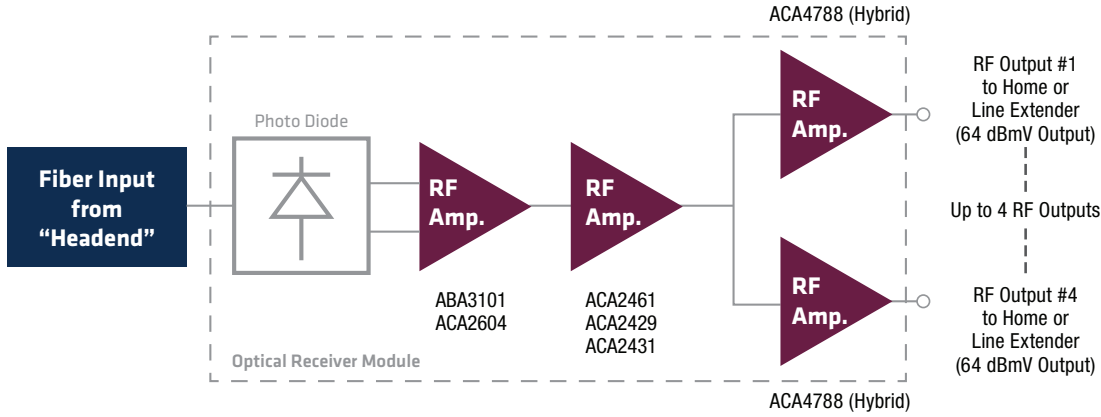 ACA4788 (Hybrid)
RF Output #1
to Home or
Line Extender
(64 dBmV Output)
Photo Diode
RF
Amp.
Fiber Input
from
“Headend”
RF
Amp.
RF
Amp.
Up to 4 RF Outputs
RF
Amp.
ABA3101
ACA2604
ACA2461
ACA2429
ACA2431
RF Output #4
to Home or
Line Extender
(64 dBmV Output)
Optical Receiver Module
ACA4788 (Hybrid)